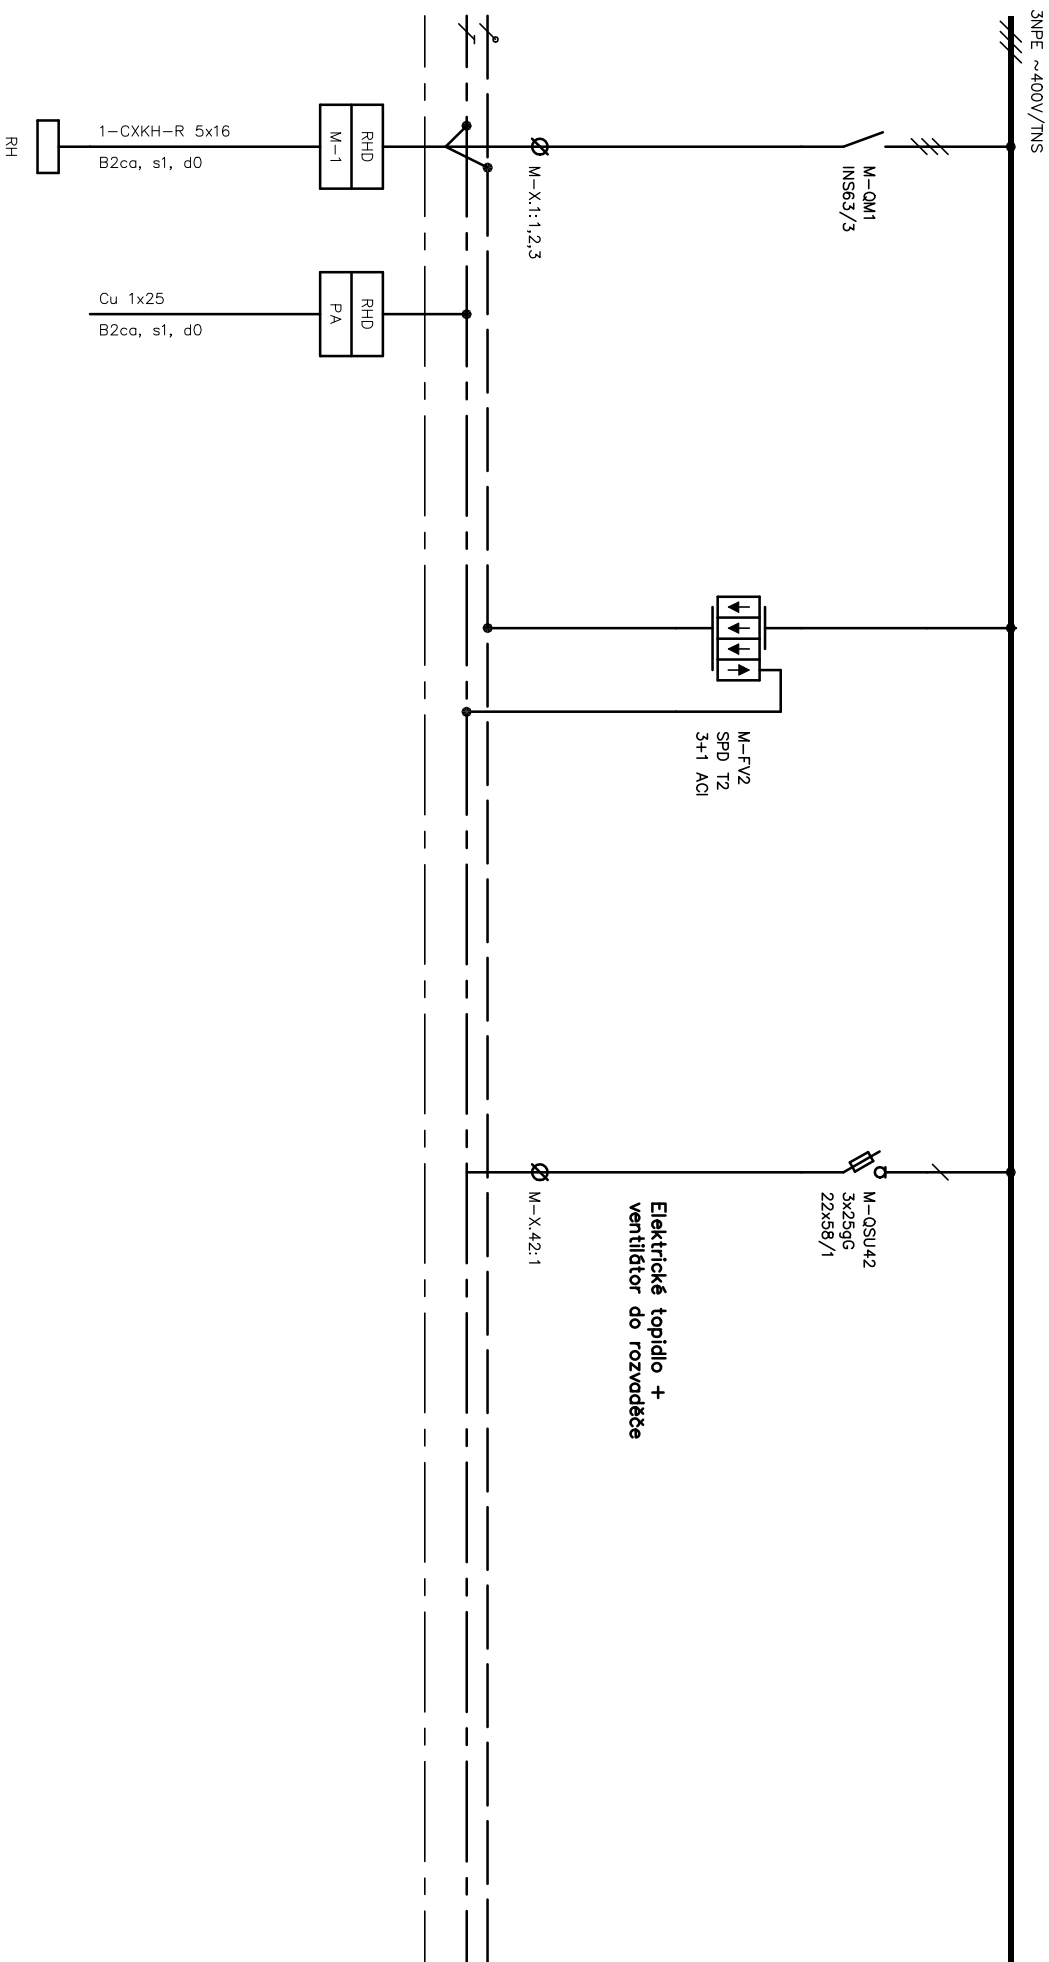 3NPE ~400V/TNS
M-QM1
INS63/3
M-X.1:1,2,3
RHD
M-1
1-CXKH-R 5x16
B2ca, s1, d0
RH
RHD
PA
Cu 1x25
B2ca, s1, d0
M-FV2
SPD T2
3+1 ACI
M-QSU42
3x25gG
22x58/1
Elektrické topidlo +
ventilátor do rozvaděče
M-X.42:1